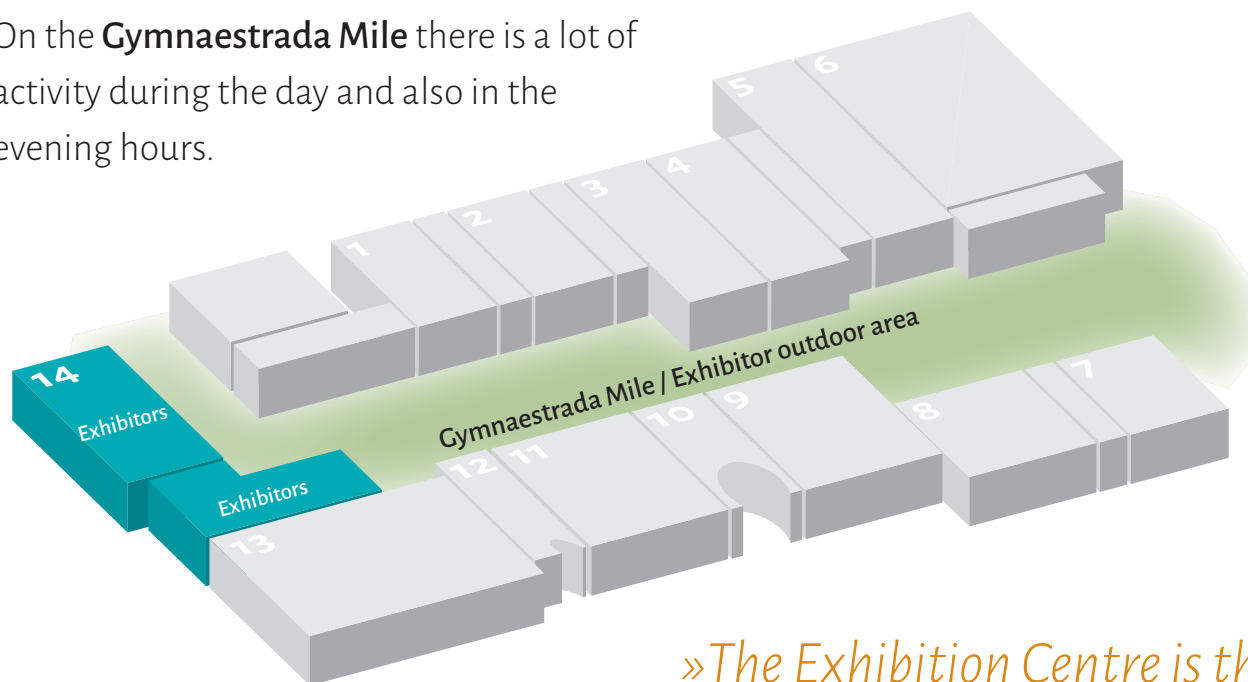 On the Gymnaestrada Mile there is a lot of
activity during the day and also in the
evening hours.
6
5
4
3
2
1
14
Exhibitors
Gymnaestrada Mile / Exhibitor outdoor area
7
8
9
10
11
12
Exhibitors
13
»The Exhibition Centre is th